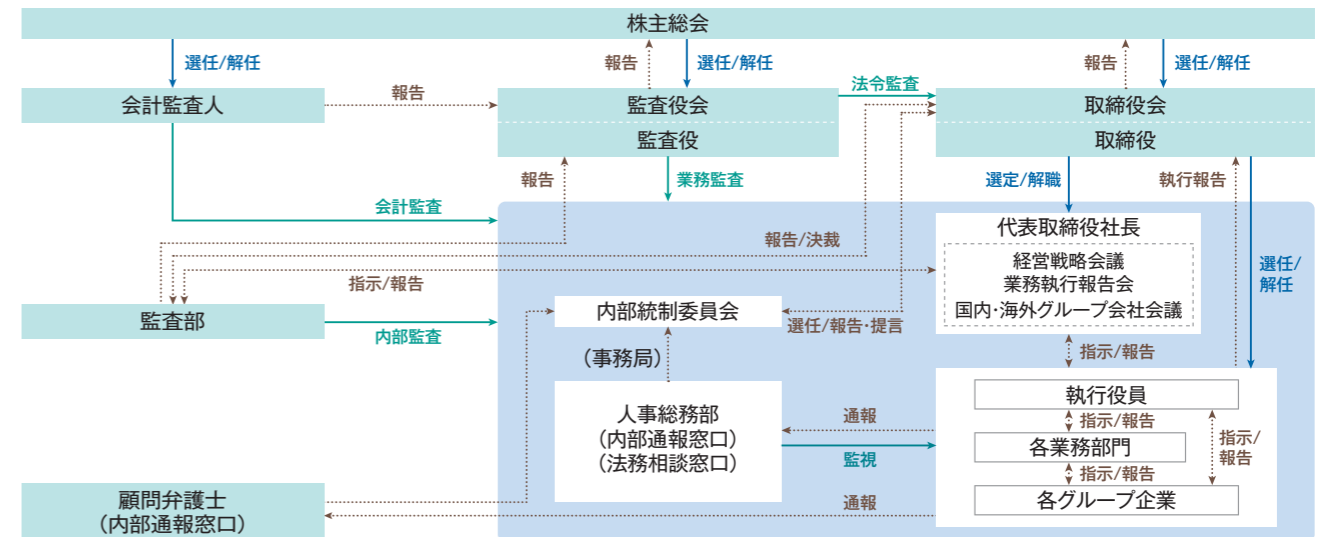 株主総会
選任/解任
報告
選任/解任
報告
選任/解任
会計監査人
報告
監査役会
監査役
法令監査
取締役会
取締役
報告
業務監査
選定/解職
執行報告
会計監査
報告/決裁
指示/報告
代表取締役社長
経営戦略会議
業務執行報告会
国内・海外グループ会社会議
選任/
解任
監査部
内部監査
内部統制委員会
選任/報告・提言
(事務局)
指示/報告
人事総務部
(内部通報窓口)
(法務相談窓口)
通報
監視
執行役員
指示/報告
各業務部門
指示/報告
各グループ企業
指示/
報告
顧問弁護士
(内部通報窓口)
通報